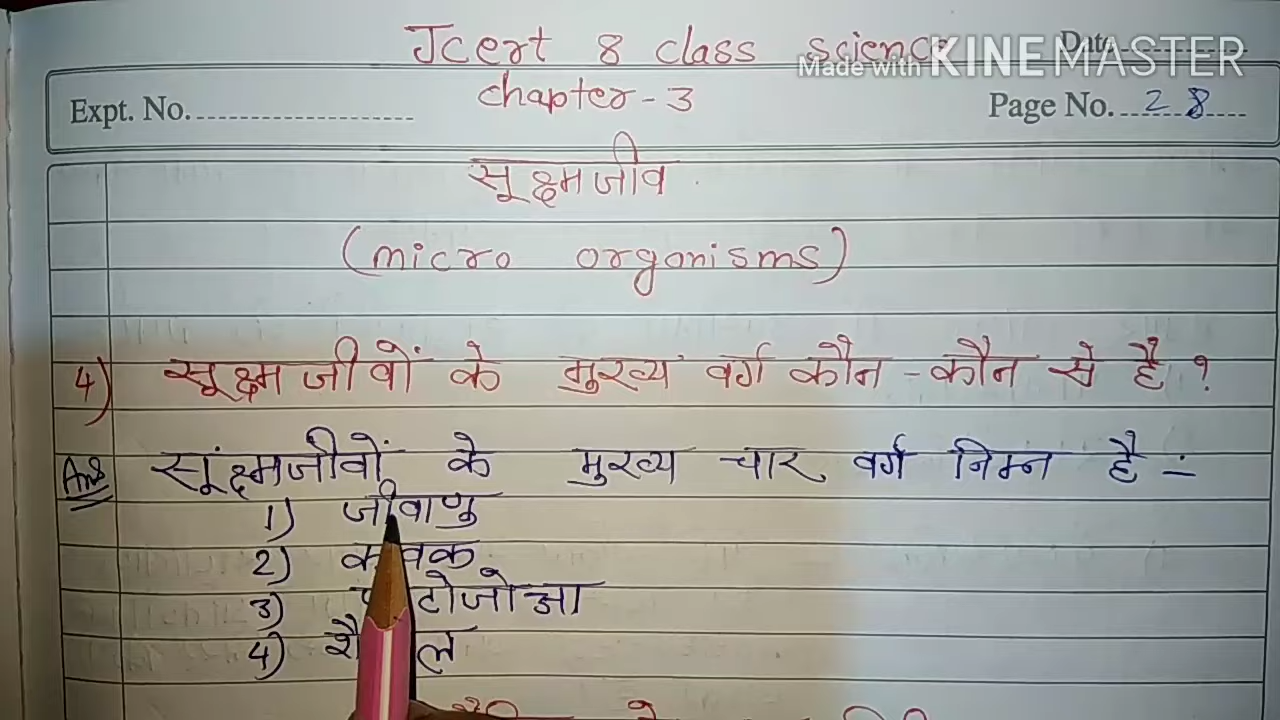 Jcert 8 class science
Date
Made with KINEMASTER
Expt. No.
chapter-3
Page No. 28
सूक्ष्मजीव
(micro organisms)
4) सूक्ष्मजीवों के मुख्य वर्ग कौन-कौन से है ?
Ans सूंक्ष्मजीवों के मुख्य चार वर्ग निम्न है -
1) जीवाणु
2) कवक
3)
4)